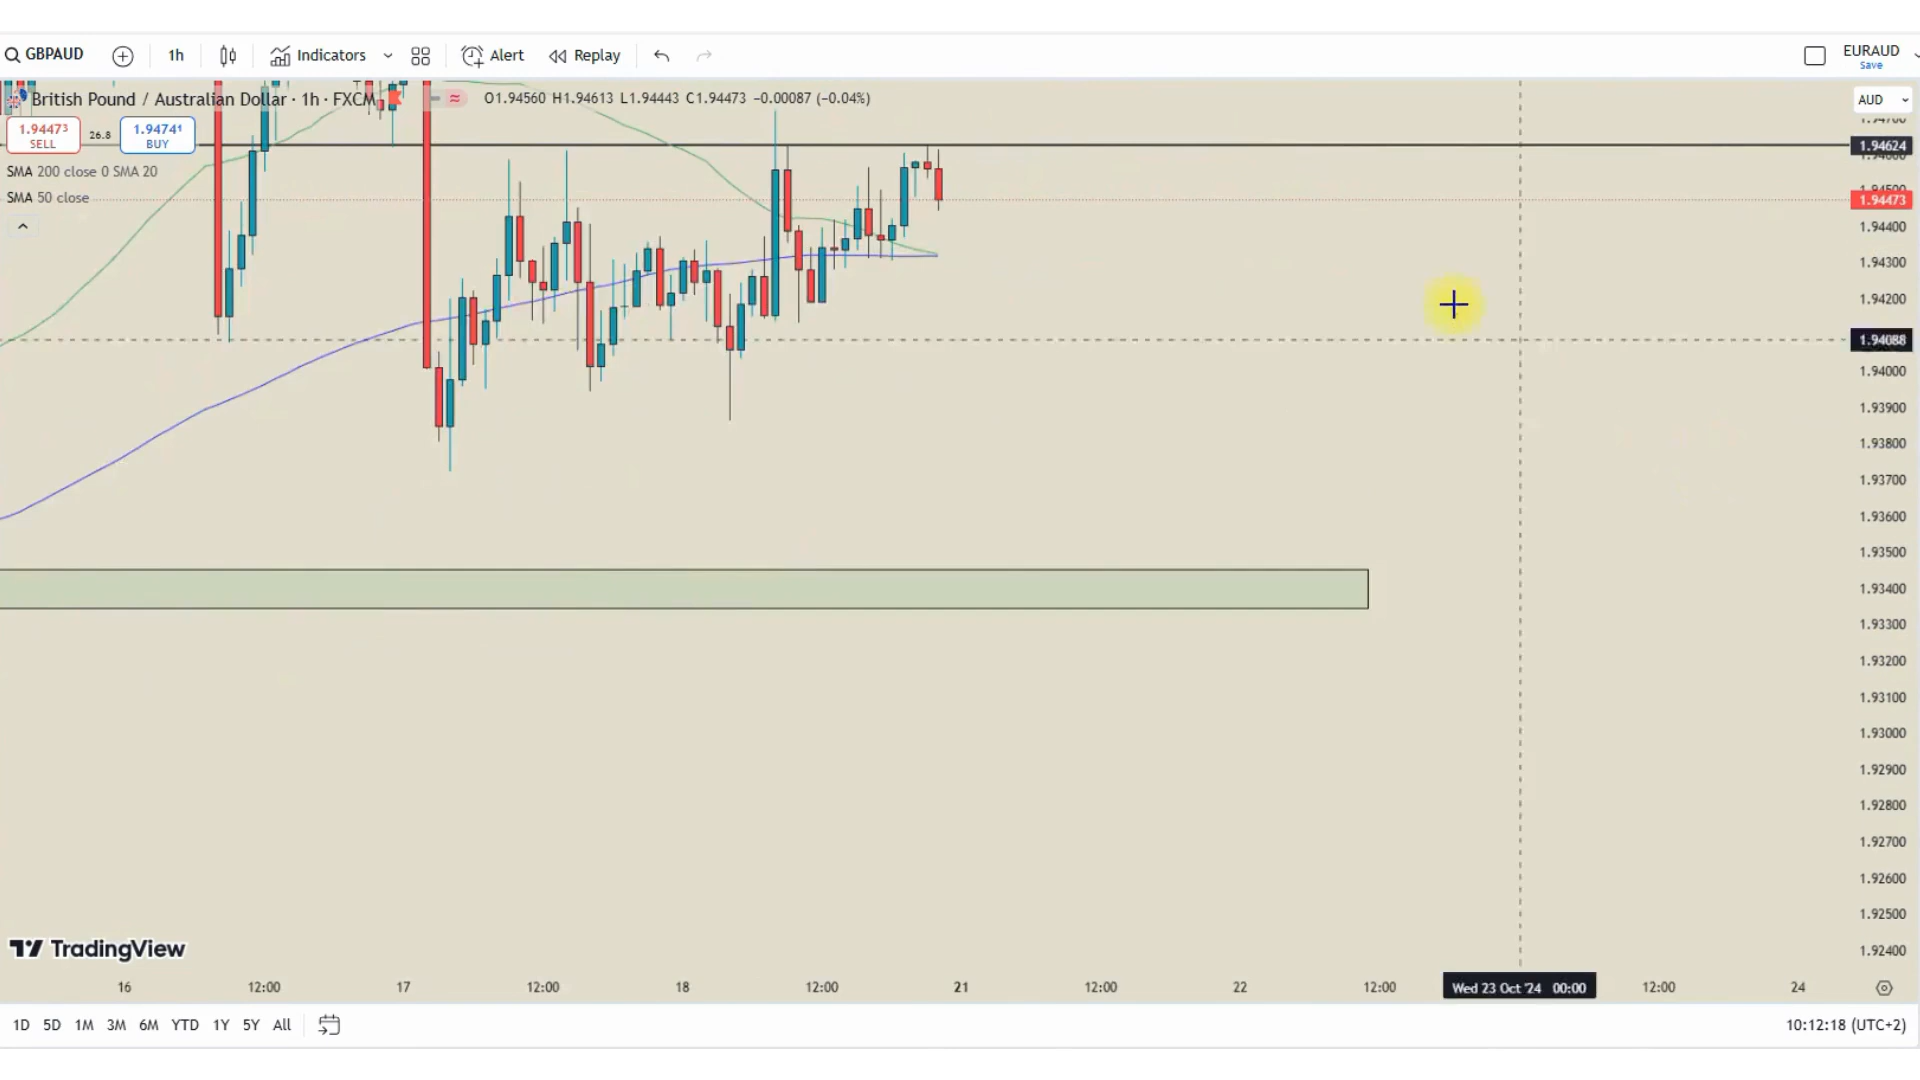 GBPAUD
1h
Indicators
Alert
Replay
EURAUD
Save
British Pound / Australian Dollar · 1h · FXCM
O1.94560 H1.94613 L1.94443 C1.94473 −0.00087 (−0.04%)
AUD
1.94473
SELL
26.8
1.94741
BUY
SMA 200 close 0 SMA 20
SMA 50 close
1.94700
1.94624
1.94600
1.94500
1.94473
1.94400
1.94300
1.94200
1.94088
1.94000
1.93900
1.93800
1.93700
1.93600
1.93500
1.93400
1.93300
1.93200
1.93100
1.93000
1.92900
1.92800
1.92700
1.92600
1.92500
1.92400
TradingView
16
12:00
17
12:00
18
12:00
21
12:00
22
12:00
Wed 23 Oct '24 00:00
12:00
24
1D 5D 1M 3M 6M YTD 1Y 5Y All
10:12:18 (UTC+2)